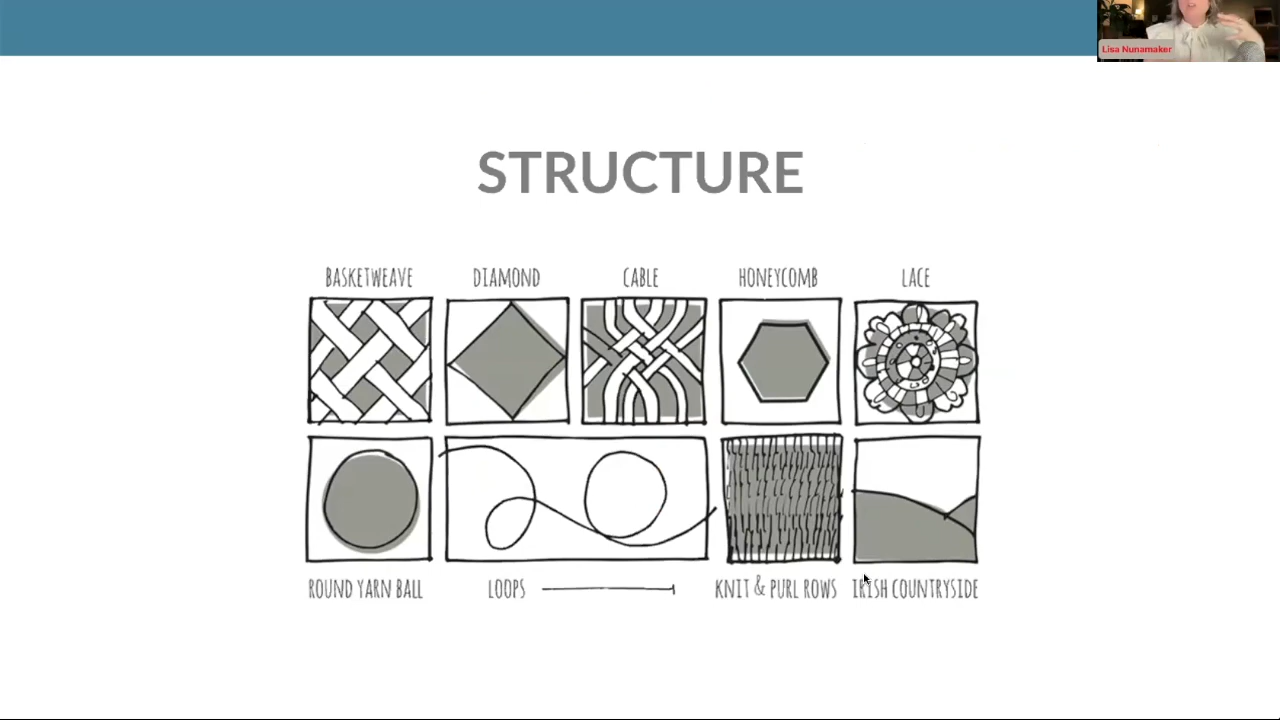 Lisa Nunamaker
STRUCTURE
BASKETWEAVE
DIAMOND
CABLE
HONEYCOMB
LACE
ROUND YARN BALL
LOOPS
KNIT & PURL ROWS
IRISH COUNTRYSIDE